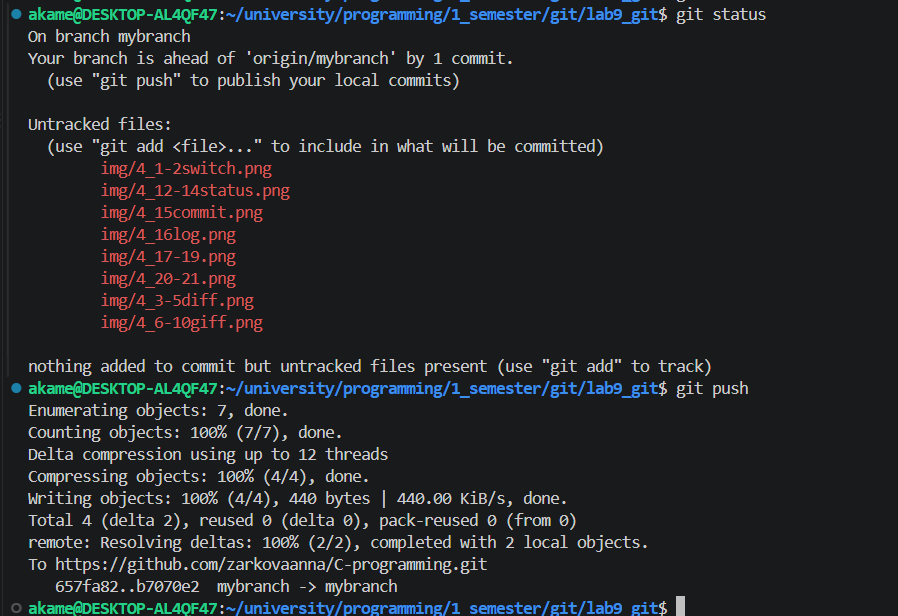 akame@DESKTOP-AL4QF47:~/university/programming/1_semester/git/lab9_git$ git status
On branch mybranch
Your branch is ahead of 'origin/mybranch' by 1 commit.
  (use "git push" to publish your local commits)
Untracked files:
  (use "git add <file>..." to include in what will be committed)
        img/4_1-2switch.png
        img/4_12-14status.png
        img/4_15commit.png
        img/4_16log.png
        img/4_17-19.png
        img/4_20-21.png
        img/4_3-5diff.png
        img/4_6-10giff.png
nothing added to commit but untracked files present (use "git add" to track)
akame@DESKTOP-AL4QF47:~/university/programming/1_semester/git/lab9_git$ git push
Enumerating objects: 7, done.
Counting objects: 100% (7/7), done.
Delta compression using up to 12 threads
Compressing objects: 100% (4/4), done.
Writing objects: 100% (4/4), 440 bytes | 440.00 KiB/s, done.
Total 4 (delta 2), reused 0 (delta 0), pack-reused 0 (from 0)
remote: Resolving deltas: 100% (2/2), completed with 2 local objects.
To https://github.com/zarkovaanna/C-programming.git
   657fa82..b7070e2  mybranch -> mybranch
akame@DESKTOP-AL4QF47:~/university/programming/1_semester/git/lab9_git$